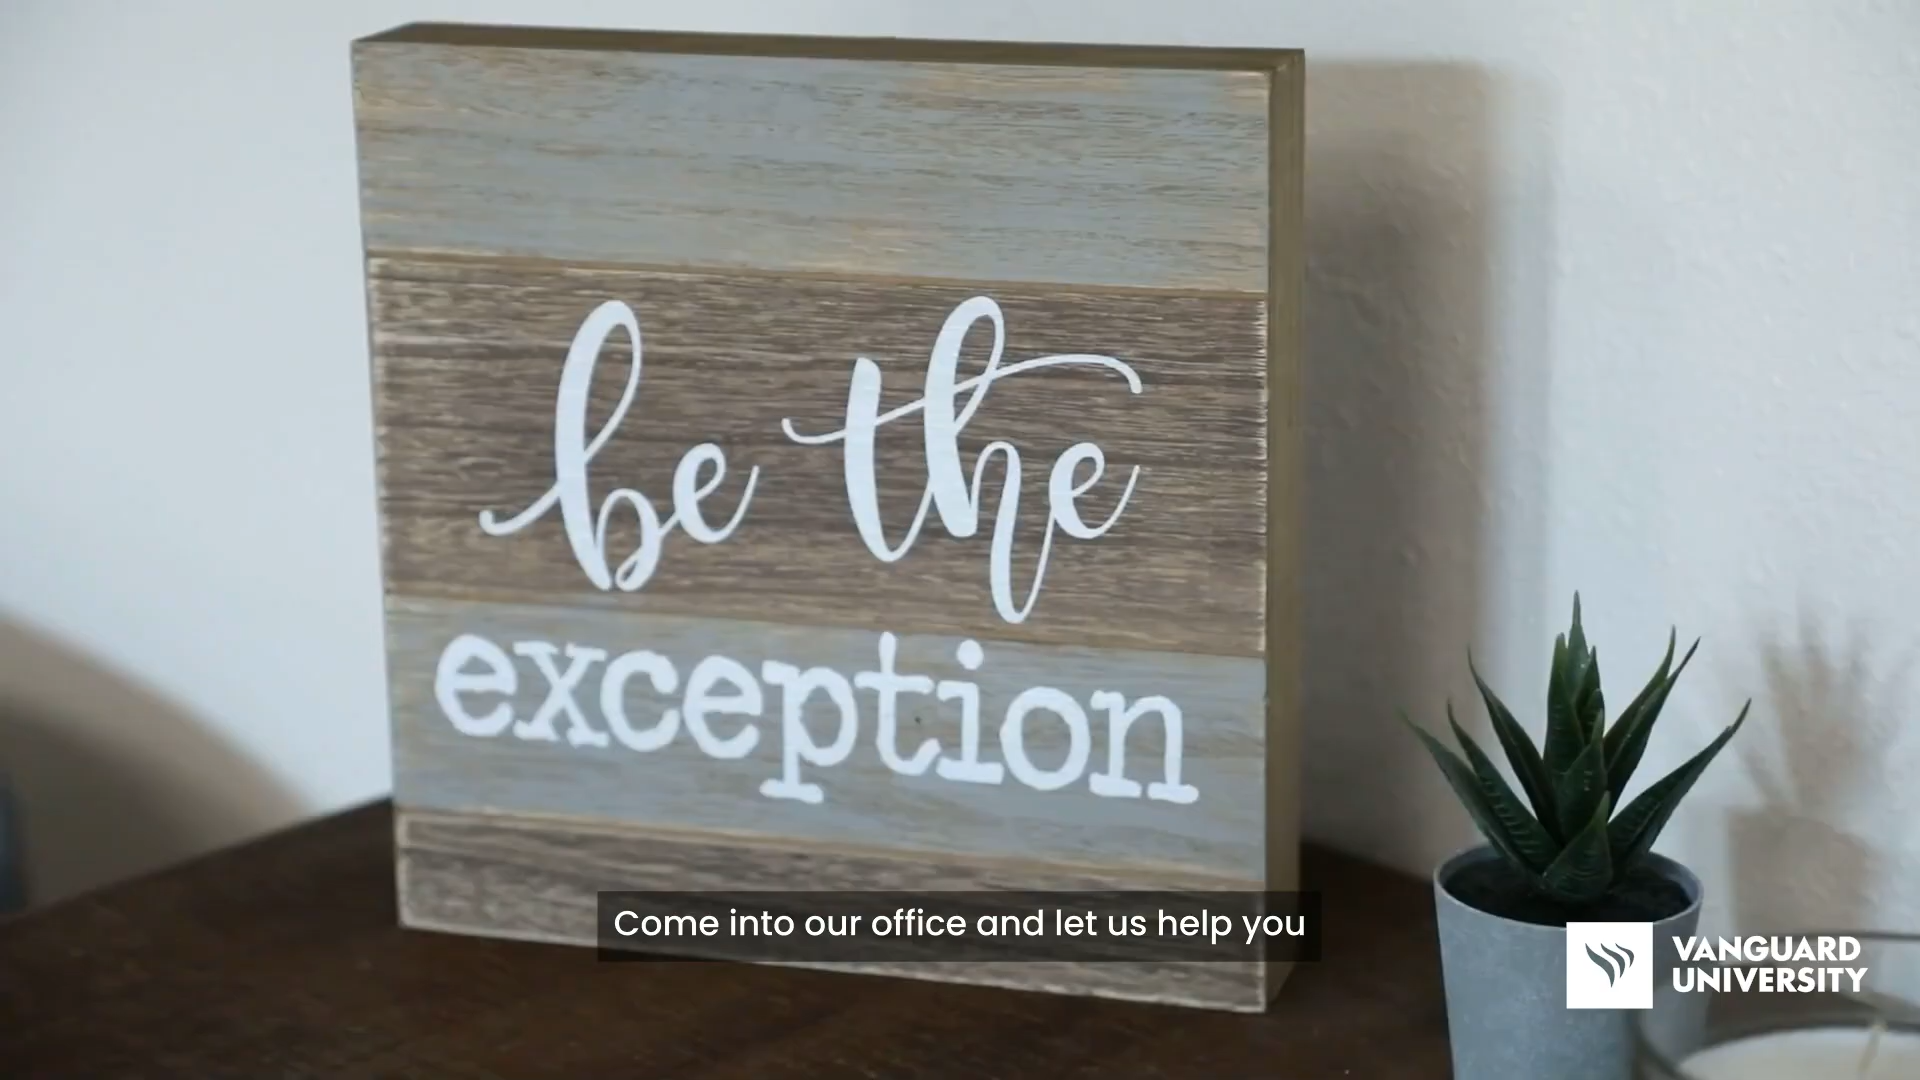 be the
exception
Come into our office and let us help you
VANGUARD
UNIVERSITY